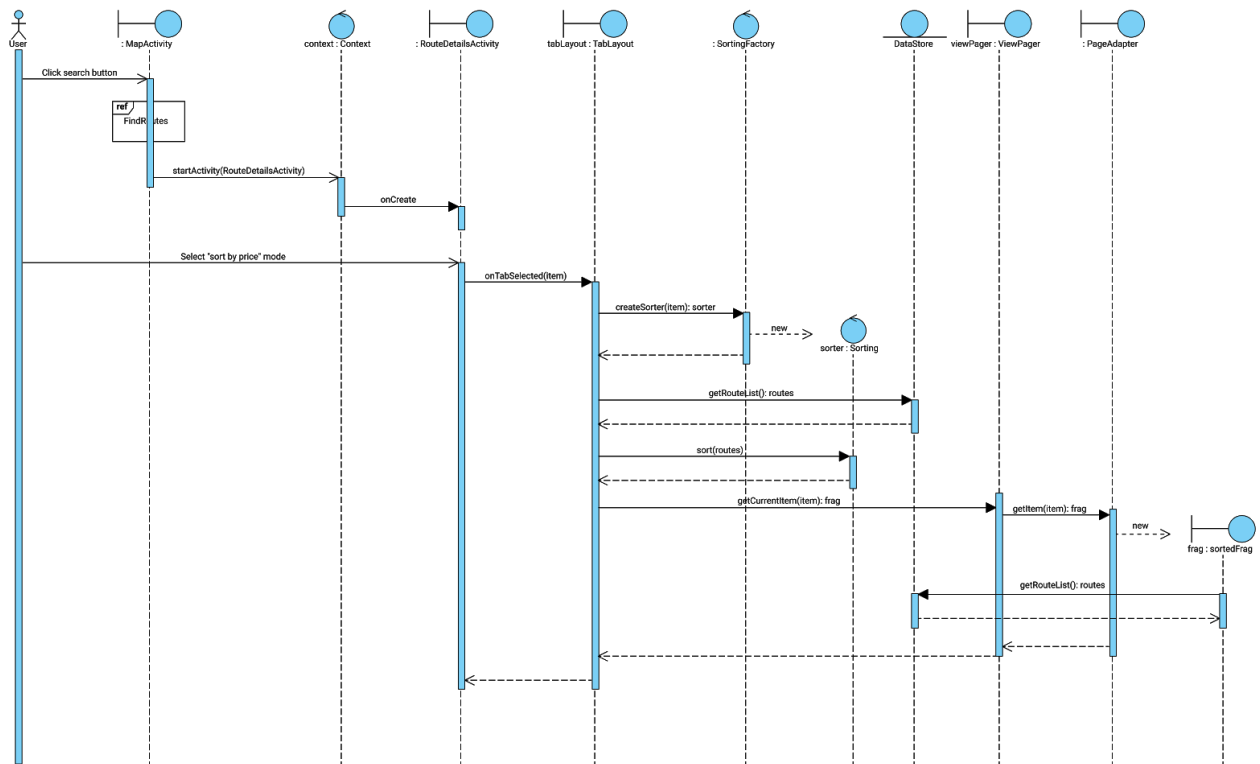 User
: MapActivity
context : Context
: RouteDetailsActivity
tabLayout : TabLayout
: SortingFactory
DataStore
viewPager : ViewPager
: PageAdapter
Click search button
ref
FindRoutes
startActivity(RouteDetailsActivity)
onCreate
Select "sort by price" mode
onTabSelected(item)
createSorter(item): sorter
new
sorter : Sorting
getRouteList(): routes
sort(routes)
getCurrentItem(item): frag
getItem(item): frag
new
frag : sortedFrag
getRouteList(): routes